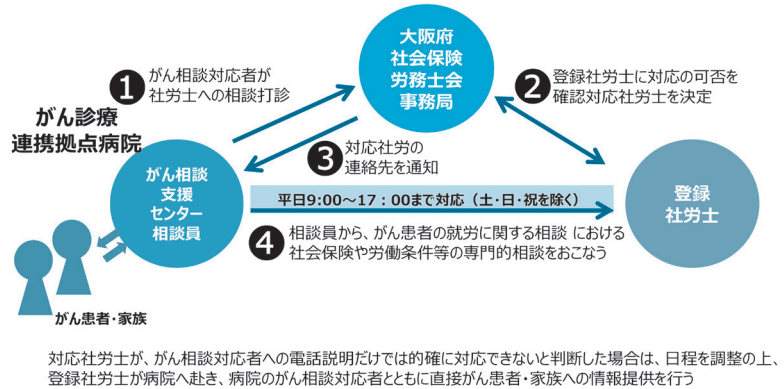 大阪府
社会保険
労務士会
事務局
1 がん相談対応者が
社労士への相談打診
2 登録社労士に対応の可否を
確認対応社労士を決定
がん診療
連携拠点病院
3 対応社労の
連絡先を通知
がん相談
支援
センター
相談員
平日9:00～17：00まで対応（土・日・祝を除く）
登録
社労士
4 相談員から、がん患者の就労に関する相談 における
社会保険や労働条件等の専門的相談をおこなう
がん患者・家族
対応社労士が、がん相談対応者への電話説明だけでは的確に対応できないと判断した場合は、日程を調整の上、
登録社労士が病院へ赴き、病院のがん相談対応者とともに直接がん患者・家族への情報提供を行う